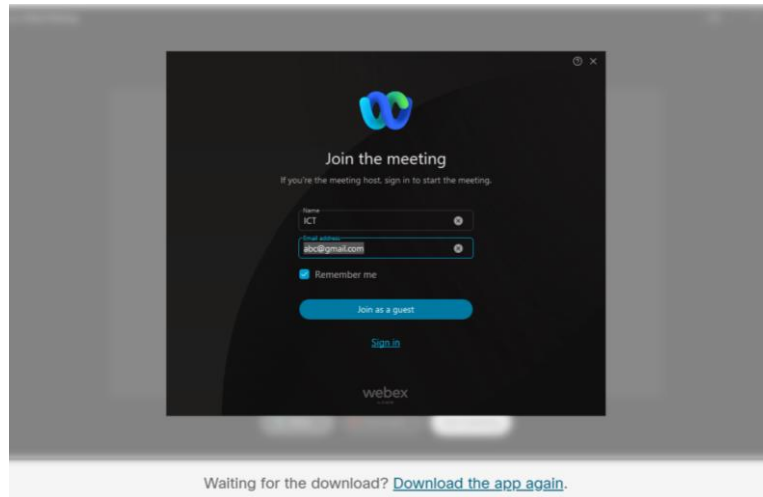 Join the meeting
If you're the meeting host, sign in to start the meeting.
Name
ICT
Email address
abc@gmail.com
Remember me
Join as a guest
Sign in
webex
Waiting for the download? Download the app again.